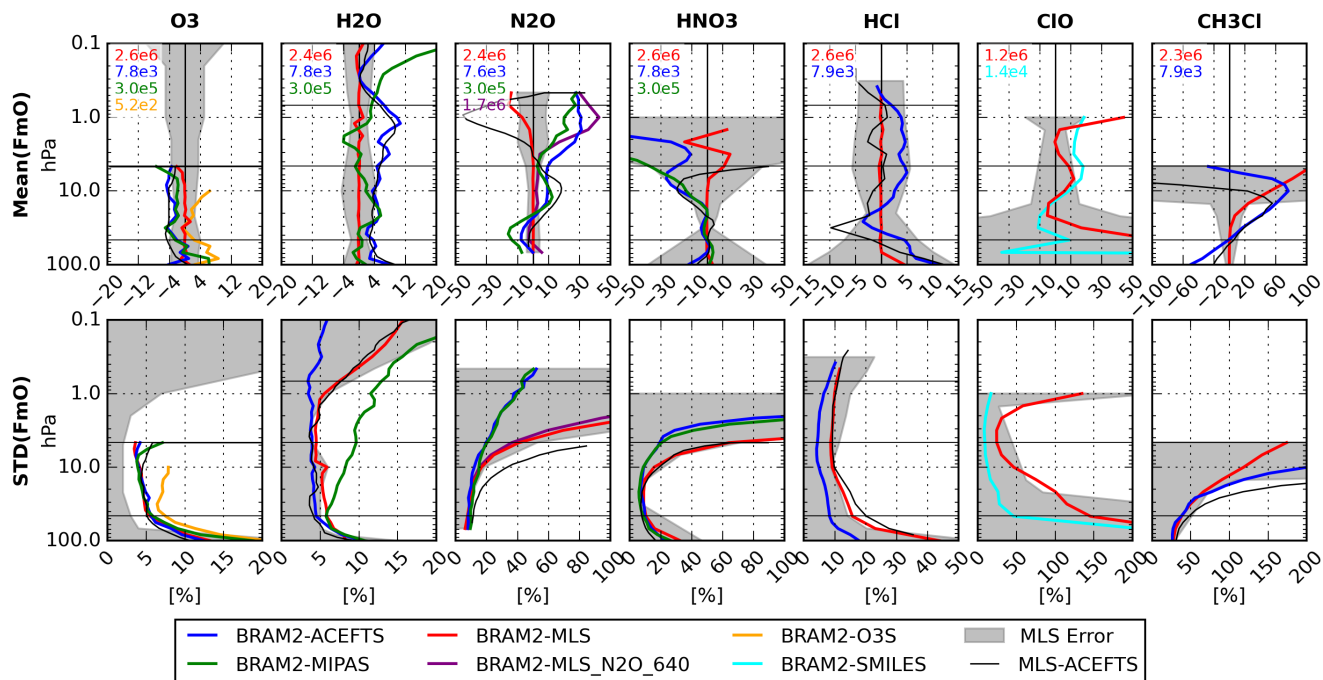 O3 H2O N2O HNO3 HCl ClO CH3Cl
Mean(FmO)
hPa
0.1
1.0
10.0
100.0
2.6e6
7.8e3
3.0e5
5.2e2
2.4e6
7.8e3
3.0e5
2.4e6
7.6e3
3.0e5
1.7e6
2.6e6
7.8e3
3.0e5
2.6e6
7.9e3
1.2e6
1.4e4
2.3e6
7.9e3
−20 −12 −4 4 12 20
−20 −12 −4 4 12 20
−50 −30 −10 10 30 50
−50 −30 −10 10 30 50
−15 −10 −5 0 5 10 15
−50 −30 −10 10 30 50
−100 −60 −20 20 60 100
STD(FmO)
hPa
0.1
1.0
10.0
100.0
0 5 10 15 20
0 5 10 15 20
0 20 40 60 80 100
0 20 40 60 80 100
0 10 20 30 40 50
0 50 100 150 200
0 50 100 150 200
[%] [%] [%] [%] [%] [%] [%]
BRAM2-ACEFTS BRAM2-MLS BRAM2-O3S MLS Error
BRAM2-MIPAS BRAM2-MLS_N2O_640 BRAM2-SMILES MLS-ACEFTS